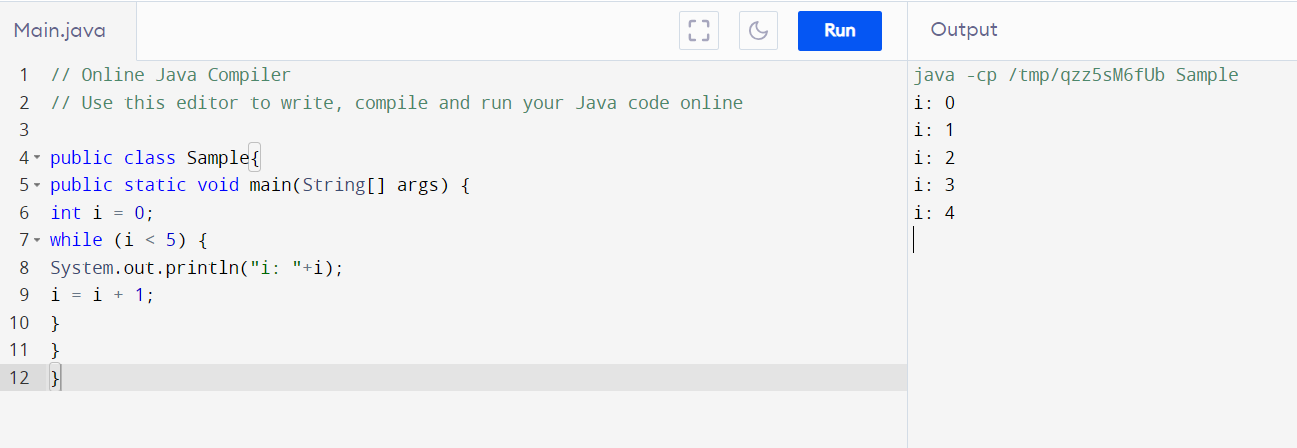 Main.java
Run
Output
1 // Online Java Compiler
2 // Use this editor to write, compile and run your Java code online
3
4 public class Sample{
5 public static void main(String[] args) {
6 int i = 0;
7 while (i < 5) {
8 System.out.println("i: "+i);
9 i = i + 1;
10 }
11 }
12 }
java -cp /tmp/qzz5sM6fUb Sample
i: 0
i: 1
i: 2
i: 3
i: 4